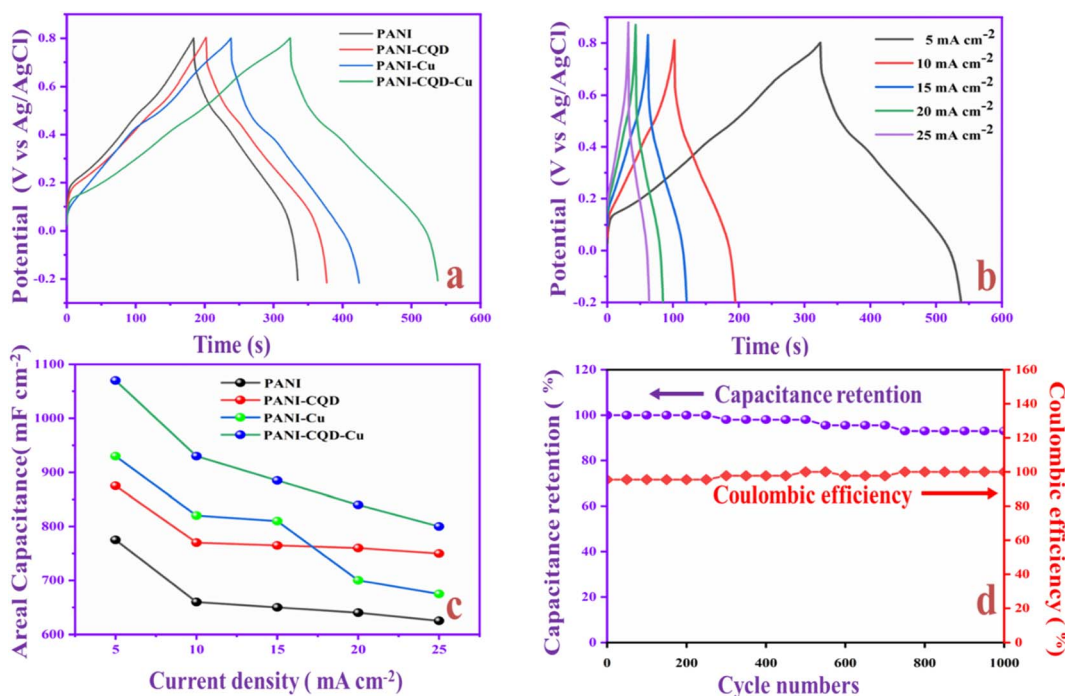 PANI
PANI-CQD
PANI-Cu
PANI-CQD-Cu
0.8
0.6
0.4
0.2
0.0
-0.2
Potential (V vs Ag/AgCl)
0 100 200 300 400 500 600
Time (s)
a
5 mA cm⁻²
10 mA cm⁻²
15 mA cm⁻²
20 mA cm⁻²
25 mA cm⁻²
0.8
0.6
0.4
0.2
0.0
-0.2
Potential (V vs Ag/AgCl)
0 100 200 300 400 500 600
Time (s)
b
PANI
PANI-CQD
PANI-Cu
PANI-CQD-Cu
1100
1000
900
800
700
600
Areal Capacitance( mF cm⁻²)
5 10 15 20 25
Current density ( mA cm⁻²)
c
Capacitance retention
Coulombic efficiency
120
100
80
60
40
20
0
Capacitance retention ( %)
160
140
120
100
80
60
40
20
0
Coulombic efficiency ( %)
0 200 400 600 800 1000
Cycle numbers
d